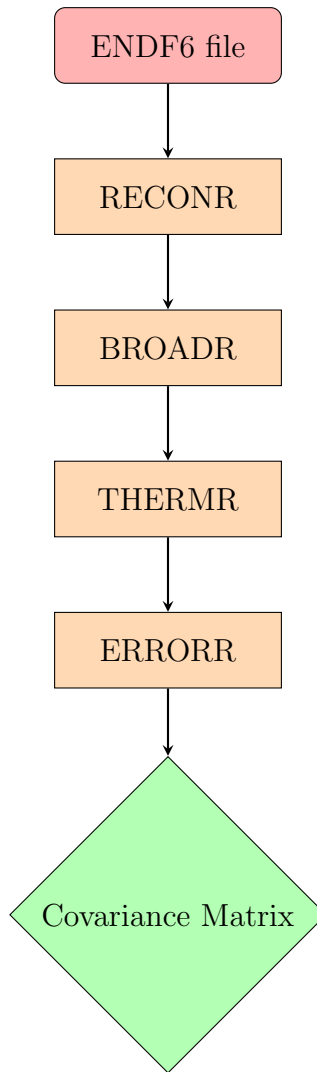 ENDF6 file
RECONR
BROADR
THERMR
ERRORR
Covariance Matrix